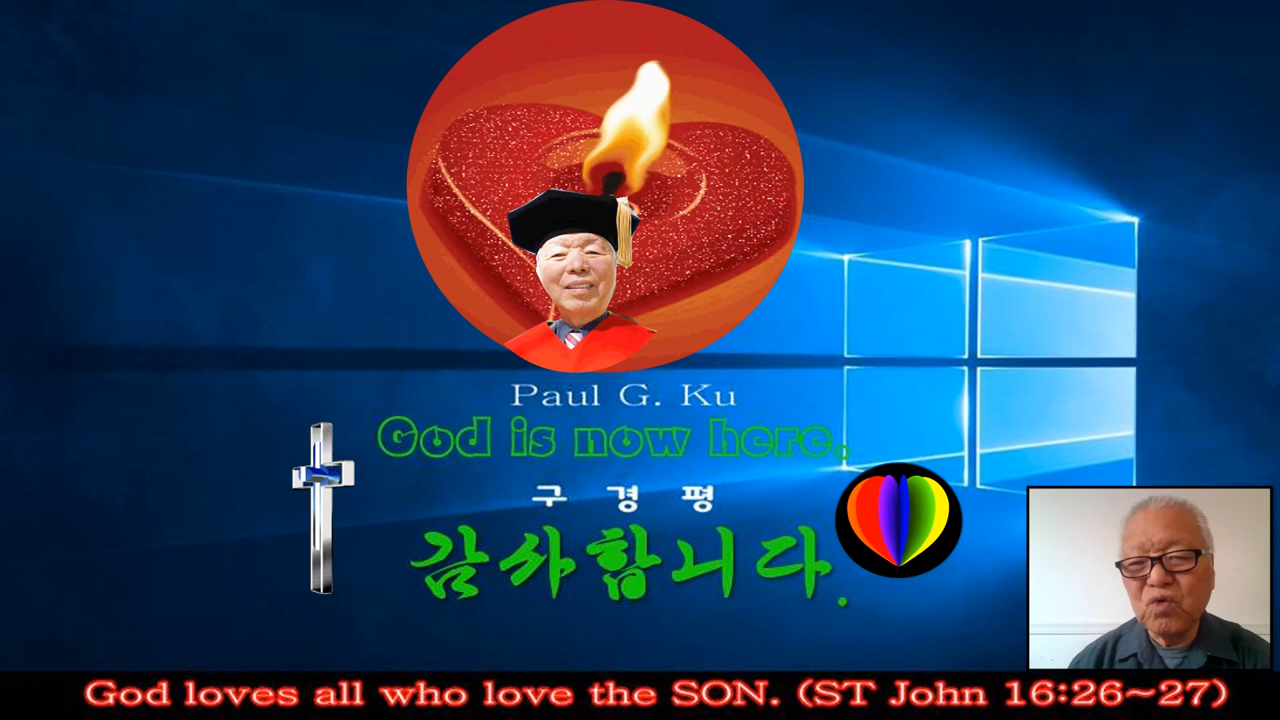 Paul G. Ku
God is now here.
구 경 평
감사합니다.
God loves all who love the SON. (ST John 16:26~27)